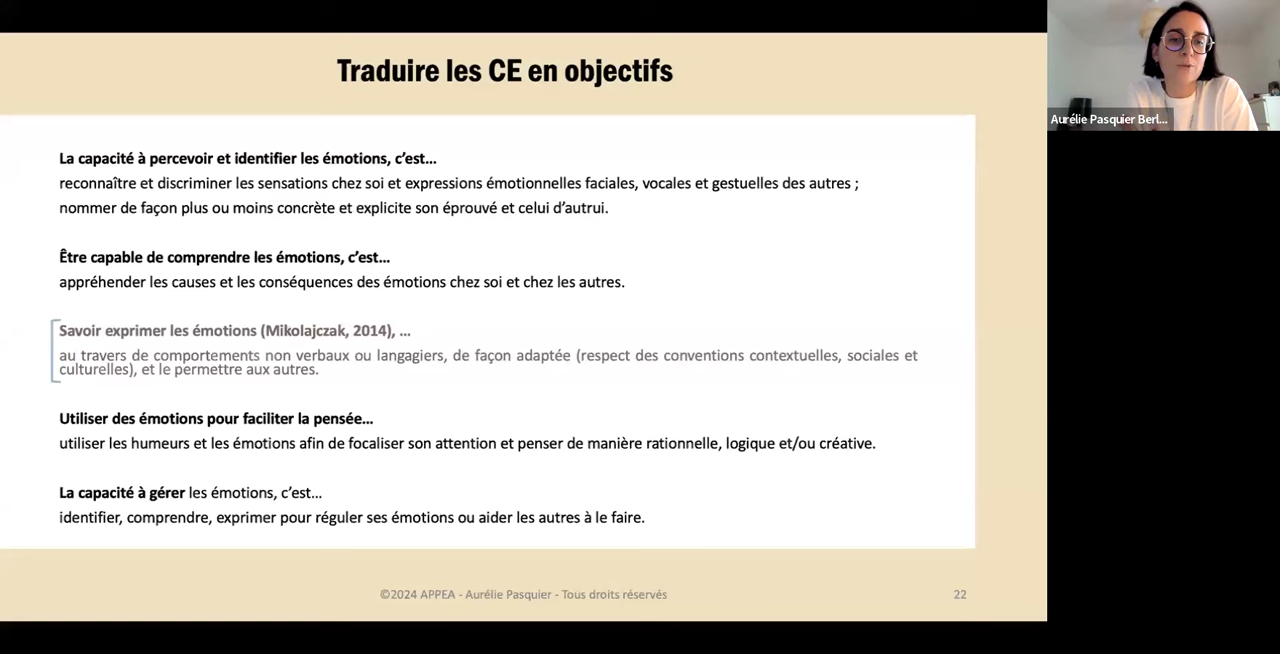 Traduire les CE en objectifs
Aurélie Pasquier Berl...
La capacité à percevoir et identifier les émotions, c’est…
reconnaître et discriminer les sensations chez soi et expressions émotionnelles faciales, vocales et gestuelles des autres ;
nommer de façon plus ou moins concrète et explicite son éprouvé et celui d’autrui.
Être capable de comprendre les émotions, c’est…
appréhender les causes et les conséquences des émotions chez soi et chez les autres.
Savoir exprimer les émotions (Mikolajczak, 2014), …
au travers de comportements non verbaux ou langagiers, de façon adaptée (respect des conventions contextuelles, sociales et
culturelles), et le permettre aux autres.
Utiliser des émotions pour faciliter la pensée…
utiliser les humeurs et les émotions afin de focaliser son attention et penser de manière rationnelle, logique et/ou créative.
La capacité à gérer les émotions, c’est…
identifier, comprendre, exprimer pour réguler ses émotions ou aider les autres à le faire.
©2024 APPEA - Aurélie Pasquier - Tous droits réservés
22